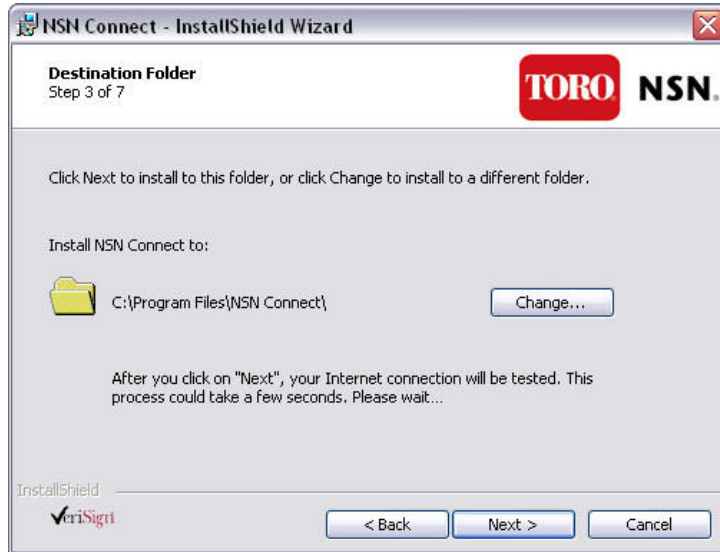 NSN Connect - InstallShield Wizard
Destination Folder
Step 3 of 7
TORO NSN.
Click Next to install to this folder, or click Change to install to a different folder.
Install NSN Connect to:
C:\Program Files\NSN Connect\
Change...
After you click on "Next", your Internet connection will be tested. This
process could take a few seconds. Please wait...
InstallShield
VeriSign
< Back
Next >
Cancel